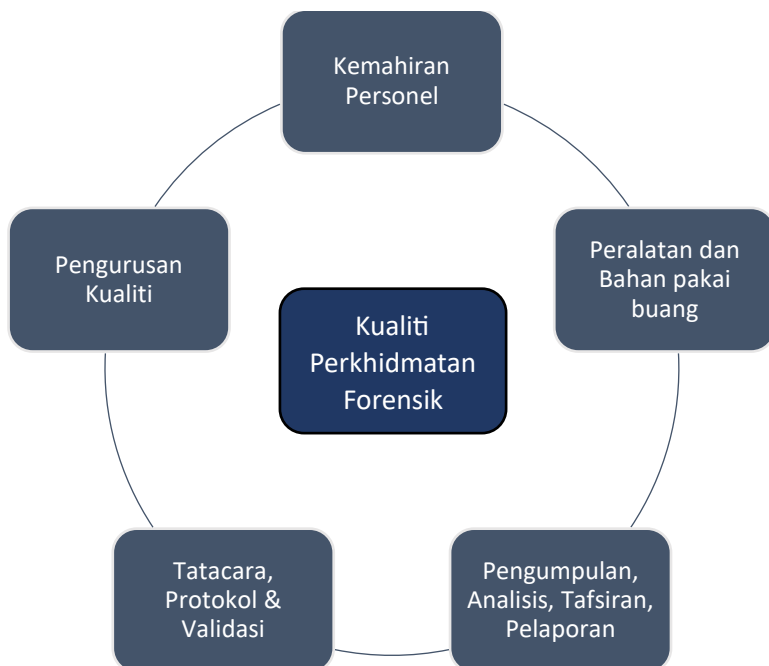 Kemahiran
Personel
Peralatan dan
Bahan pakai
buang
Pengumpulan,
Analisis, Tafsiran,
Pelaporan
Tatacara,
Protokol &
Validasi
Pengurusan
Kualiti
Kualiti
Perkhidmatan
Forensik